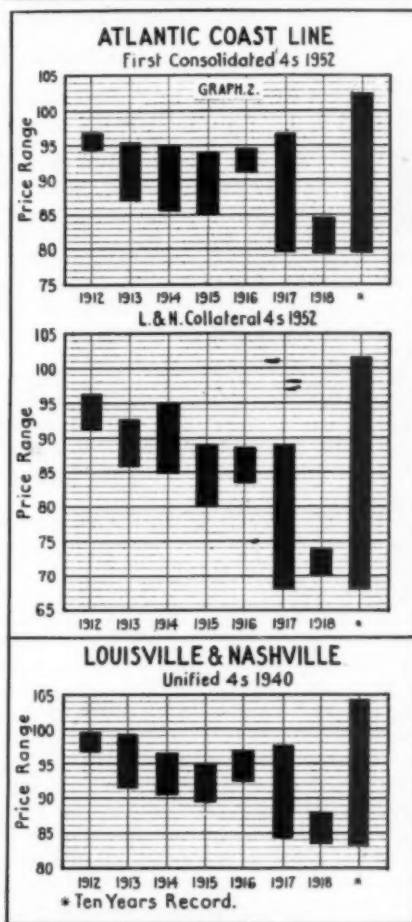 ATLANTIC COAST LINE
First Consolidated 4s 1952
GRAPH. 2.
Price Range
105
100
95
90
85
80
75
1912 1913 1914 1915 1916 1917 1918 *
L. & N. Collateral 4s 1952
Price Range
105
100
95
90
85
80
75
70
65
1912 1913 1914 1915 1916 1917 1918 *
LOUISVILLE & NASHVILLE
Unified 4s 1940
Price Range
105
100
95
90
85
80
1912 1913 1914 1915 1916 1917 1918 *
* Ten Years Record.